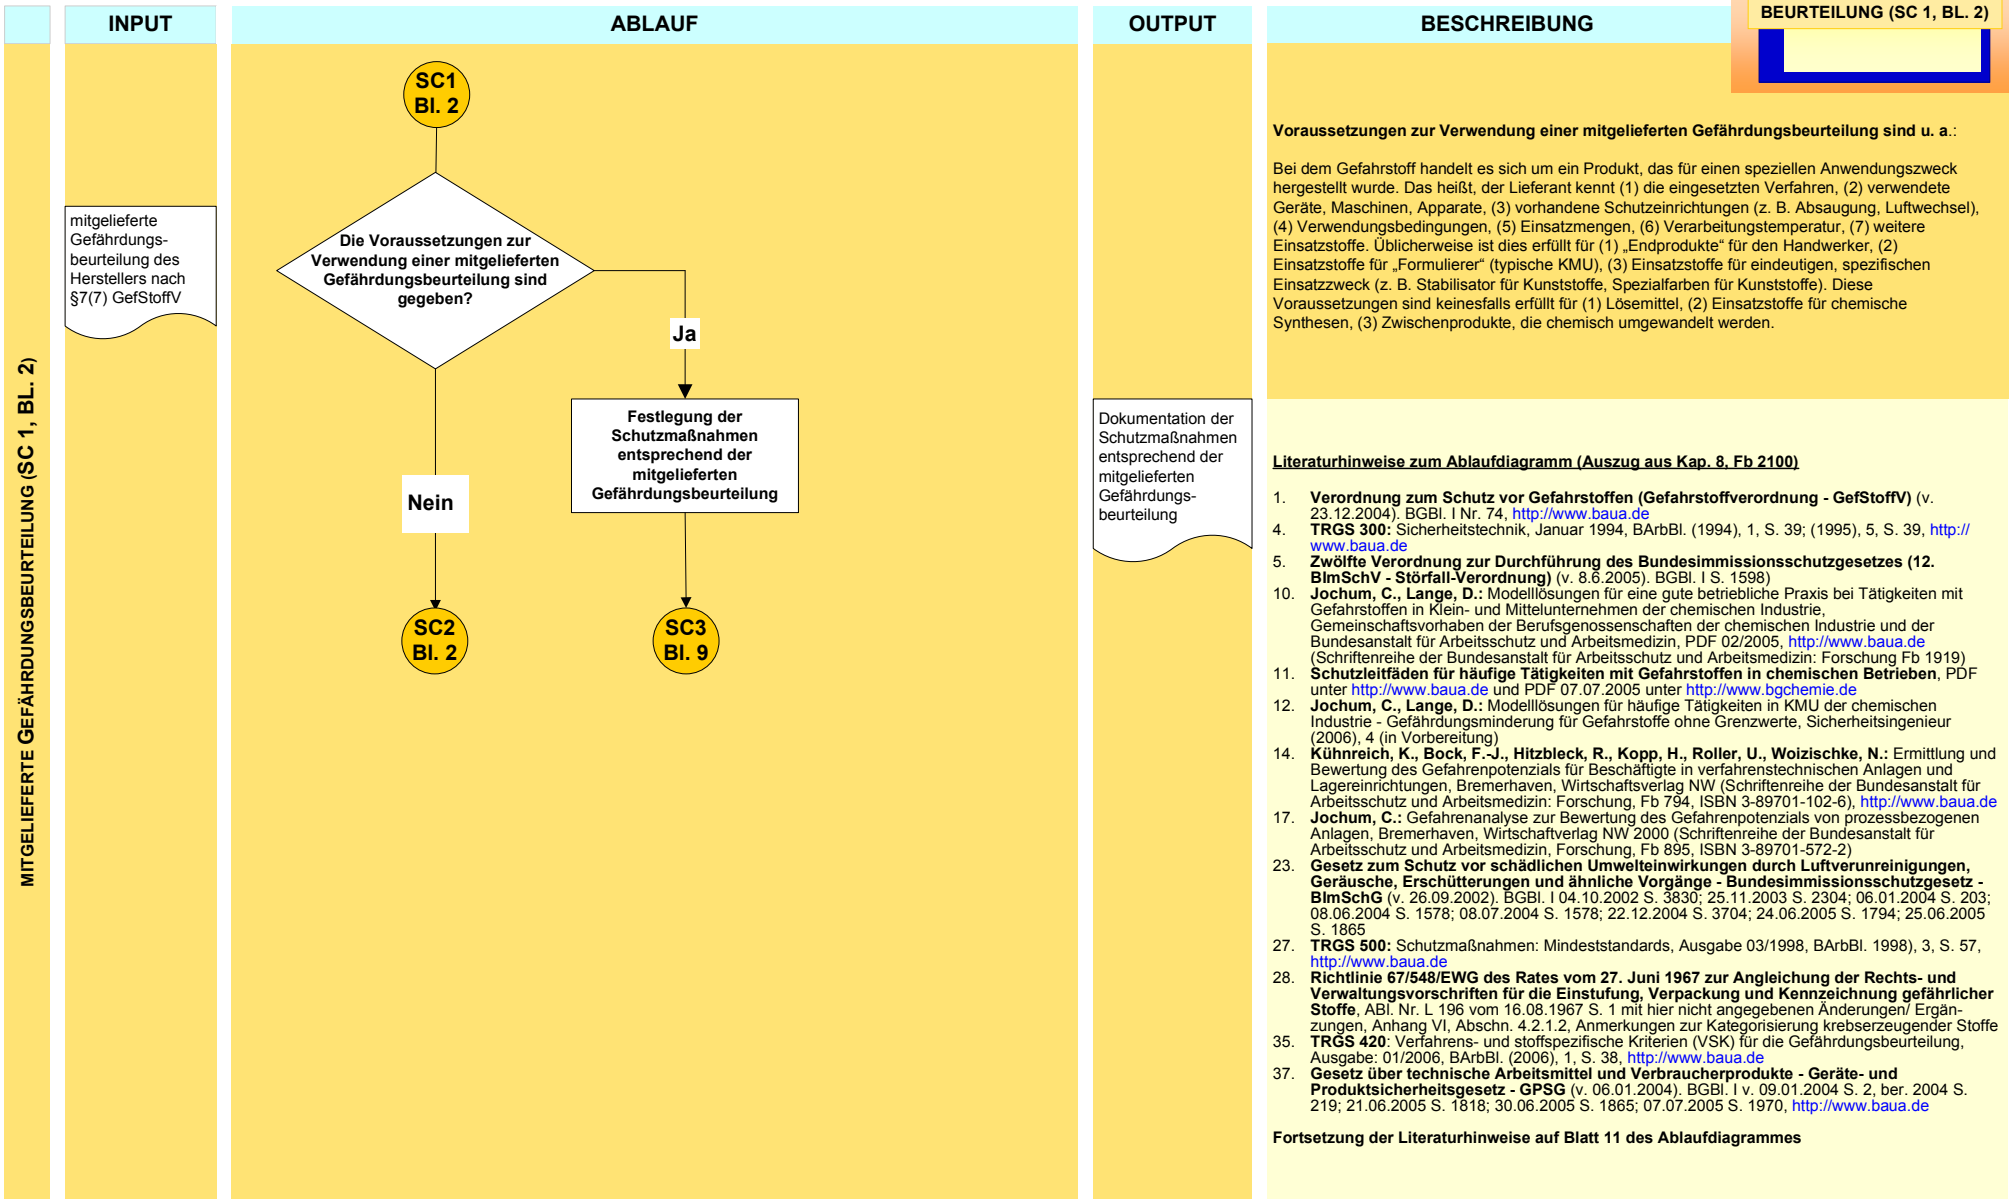 INPUT
ABLAUF
OUTPUT
BESCHREIBUNG
BEURTEILUNG (SC 1, BL. 2)
MITGELIEFERTE GEFÄHRDUNGSBEURTEILUNG (SC 1, BL. 2)
mitgelieferte
Gefährdungs-
beurteilung des
Herstellers nach
§7(7) GefStoffV
SC1
Bl. 2
Die Voraussetzungen zur
Verwendung einer mitgelieferten
Gefährdungsbeurteilung sind
gegeben?
Ja
Festlegung der
Schutzmaßnahmen
entsprechend der
mitgelieferten
Gefährdungsbeurteilung
Nein
SC2
Bl. 2
SC3
Bl. 9
Dokumentation der
Schutzmaßnahmen
entsprechend der
mitgelieferten
Gefährdungs-
beurteilung
Voraussetzungen zur Verwendung einer mitgelieferten Gefährdungsbeurteilung sind u. a.:
Bei dem Gefahrstoff handelt es sich um ein Produkt, das für einen speziellen Anwendungszweck
hergestellt wurde. Das heißt, der Lieferant kennt (1) die eingesetzten Verfahren, (2) verwendete
Geräte, Maschinen, Apparate, (3) vorhandene Schutzeinrichtungen (z. B. Absaugung, Luftwechsel),
(4) Verwendungsbedingungen, (5) Einsatzmengen, (6) Verarbeitungstemperatur, (7) weitere
Einsatzstoffe. Üblicherweise ist dies erfüllt für (1) „Endprodukte“ für den Handwerker, (2)
Einsatzstoffe für „Formulierer“ (typische KMU), (3) Einsatzstoffe für eindeutigen, spezifischen
Einsatzzweck (z. B. Stabilisator für Kunststoffe, Spezialfarben für Kunststoffe). Diese
Voraussetzungen sind keinesfalls erfüllt für (1) Lösemittel, (2) Einsatzstoffe für chemische
Synthesen, (3) Zwischenprodukte, die chemisch umgewandelt werden.
Literaturhinweise zum Ablaufdiagramm (Auszug aus Kap. 8, Fb 2100)
1. Verordnung zum Schutz vor Gefahrstoffen (Gefahrstoffverordnung - GefStoffV) (v.
23.12.2004). BGBl. I Nr. 74, http://www.baua.de
4. TRGS 300: Sicherheitstechnik, Januar 1994, BArbBl. (1994), 1, S. 39; (1995), 5, S. 39, http://
www.baua.de
5. Zwölfte Verordnung zur Durchführung des Bundesimmissionsschutzgesetzes (12.
BImSchV - Störfall-Verordnung) (v. 8.6.2005). BGBl. I S. 1598)
10. Jochum, C., Lange, D.: Modelllösungen für eine gute betriebliche Praxis bei Tätigkeiten mit
Gefahrstoffen in Klein- und Mittelunternehmen der chemischen Industrie,
Gemeinschaftsvorhaben der Berufsgenossenschaften der chemischen Industrie und der
Bundesanstalt für Arbeitsschutz und Arbeitsmedizin, PDF 02/2005, http://www.baua.de
(Schriftenreihe der Bundesanstalt für Arbeitsschutz und Arbeitsmedizin: Forschung Fb 1919)
11. Schutzleitfäden für häufige Tätigkeiten mit Gefahrstoffen in chemischen Betrieben, PDF
unter http://www.baua.de und PDF 07.07.2005 unter http://www.bgchemie.de
12. Jochum, C., Lange, D.: Modelllösungen für häufige Tätigkeiten in KMU der chemischen
Industrie - Gefährdungsminderung für Gefahrstoffe ohne Grenzwerte, Sicherheitsingenieur
(2006), 4 (in Vorbereitung)
14. Kühnreich, K., Bock, F.-J., Hitzbleck, R., Kopp, H., Roller, U., Woizischke, N.: Ermittlung und
Bewertung des Gefahrenpotenzials für Beschäftigte in verfahrenstechnischen Anlagen und
Lagereinrichtungen, Bremerhaven, Wirtschaftsverlag NW (Schriftenreihe der Bundesanstalt für
Arbeitsschutz und Arbeitsmedizin: Forschung, Fb 794, ISBN 3-89701-102-6), http://www.baua.de
17. Jochum, C.: Gefahrenanalyse zur Bewertung des Gefahrenpotenzials von prozessbezogenen
Anlagen, Bremerhaven, Wirtschaftverlag NW 2000 (Schriftenreihe der Bundesanstalt für
Arbeitsschutz und Arbeitsmedizin, Forschung, Fb 895, ISBN 3-89701-572-2)
23. Gesetz zum Schutz vor schädlichen Umwelteinwirkungen durch Luftverunreinigungen,
Geräusche, Erschütterungen und ähnliche Vorgänge - Bundesimmissionsschutzgesetz -
BImSchG (v. 26.09.2002). BGBl. I 04.10.2002 S. 3830; 25.11.2003 S. 2304; 06.01.2004 S. 203;
08.06.2004 S. 1578; 08.07.2004 S. 1578; 22.12.2004 S. 3704; 24.06.2005 S. 1794; 25.06.2005
S. 1865
27. TRGS 500: Schutzmaßnahmen: Mindeststandards, Ausgabe 03/1998, BArbBl. 1998), 3, S. 57,
http://www.baua.de
28. Richtlinie 67/548/EWG des Rates vom 27. Juni 1967 zur Angleichung der Rechts- und
Verwaltungsvorschriften für die Einstufung, Verpackung und Kennzeichnung gefährlicher
Stoffe, ABl. Nr. L 196 vom 16.08.1967 S. 1 mit hier nicht angegebenen Änderungen/ Ergän-
zungen, Anhang VI, Abschn. 4.2.1.2, Anmerkungen zur Kategorisierung krebserzeugender Stoffe
35. TRGS 420: Verfahrens- und stoffspezifische Kriterien (VSK) für die Gefährdungsbeurteilung,
Ausgabe: 01/2006, BArbBl. (2006), 1, S. 38, http://www.baua.de
37. Gesetz über technische Arbeitsmittel und Verbraucherprodukte - Geräte- und
Produktsicherheitsgesetz - GPSG (v. 06.01.2004). BGBl. I v. 09.01.2004 S. 2, ber. 2004 S.
219; 21.06.2005 S. 1818; 30.06.2005 S. 1865; 07.07.2005 S. 1970, http://www.baua.de
Fortsetzung der Literaturhinweise auf Blatt 11 des Ablaufdiagrammes